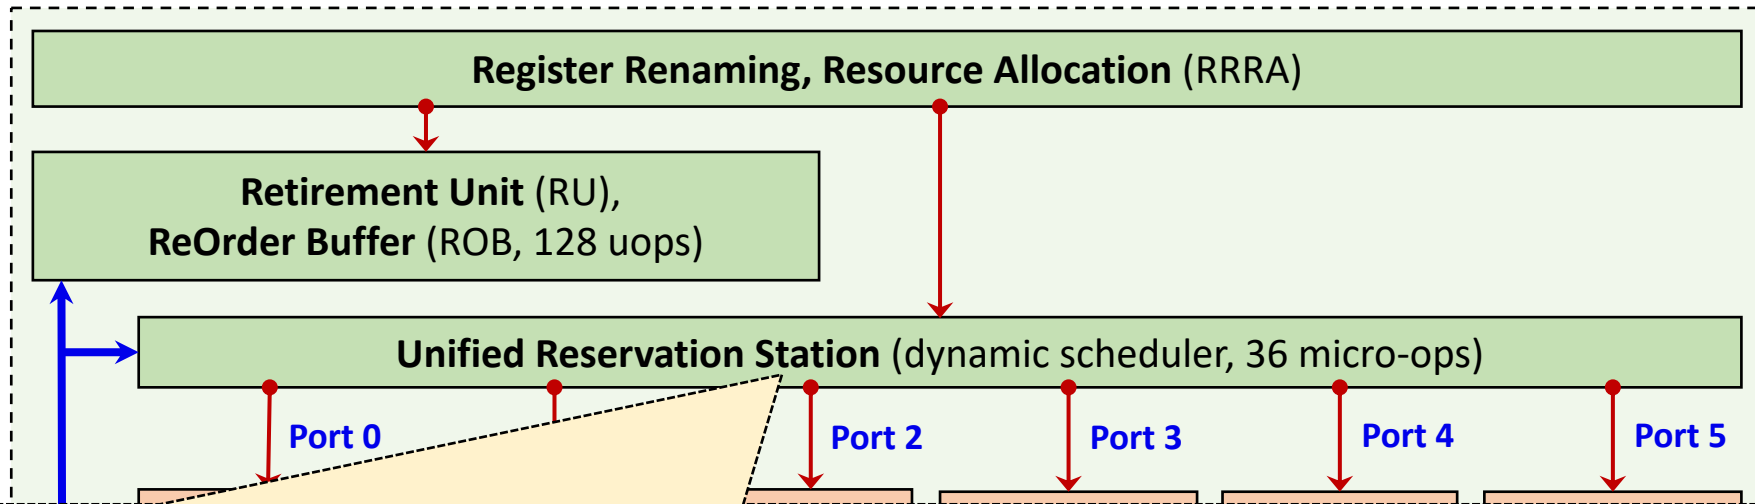 Register Renaming, Resource Allocation (RRRA)
Retirement Unit (RU),
ReOrder Buffer (ROB, 128 uops)
Unified Reservation Station (dynamic scheduler, 36 micro-ops)
Port 0 Port 2 Port 3 Port 4 Port 5